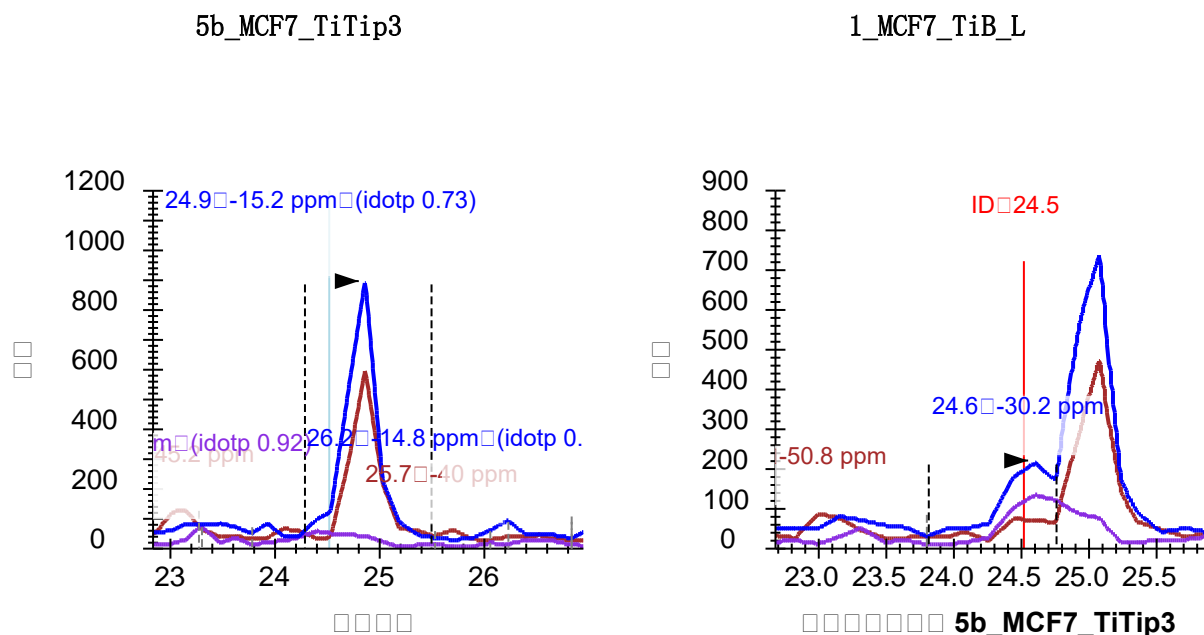 5b_MCF7_TiTip3
1_MCF7_TiB_L
1200
24.9□-15.2 ppm□(idotp 0.73)
1000
800
600
400
m□(idotp 0.92)
26.2□-14.8 ppm□(idotp 0.
45.2 ppm
25.7□-40 ppm
200
0
23
24
25
26
□□
□□□□
900
ID□24.5
800
700
600
500
400
24.6□-30.2 ppm
300
-50.8 ppm
200
100
0
23.0
23.5
24.0
24.5
25.0
25.5
□□
□□□□□□□ 5b_MCF7_TiTip3